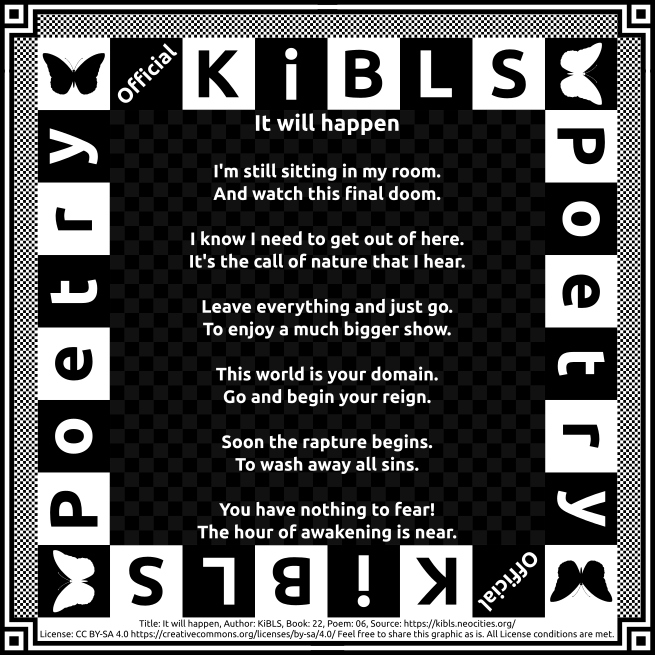 Official
KiBLS
Poetry
Poetry
It will happen
I'm still sitting in my room.
And watch this final doom.
I know I need to get out of here.
It's the call of nature that I hear.
Leave everything and just go.
To enjoy a much bigger show.
This world is your domain.
Go and begin your reign.
Soon the rapture begins.
To wash away all sins.
You have nothing to fear!
The hour of awakening is near.
Official
KiBLS
Title: It will happen, Author: KiBLS, Book: 22, Poem: 06, Source: https://kibls.neocities.org/
License: CC BY-SA 4.0 https://creativecommons.org/licenses/by-sa/4.0/ Feel free to share this graphic as is. All License conditions are met.